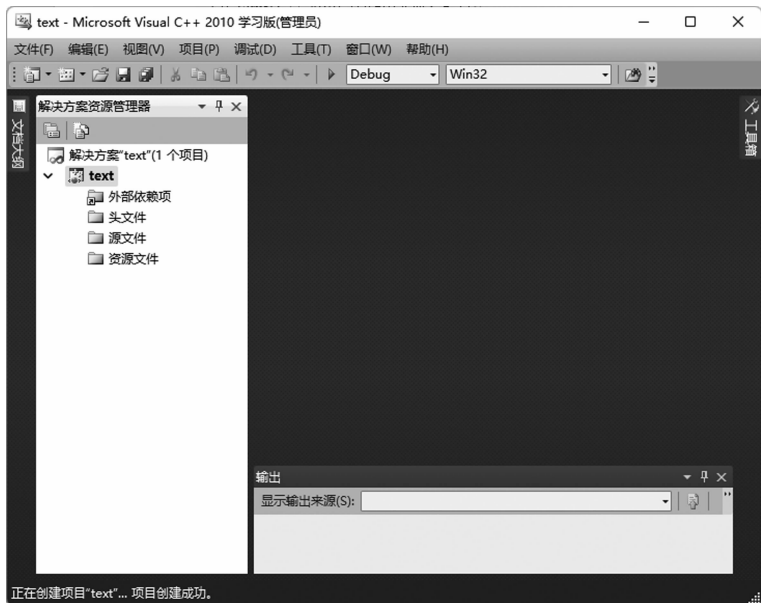 text - Microsoft Visual C++ 2010 学习版(管理员)
文件(F) 编辑(E) 视图(V) 项目(P) 调试(D) 工具(T) 窗口(W) 帮助(H)
Debug Win32
解决方案资源管理器
文档大纲
工具箱
解决方案"text"(1 个项目)
text
外部依赖项
头文件
源文件
资源文件
输出
显示输出来源(S):
正在创建项目"text"... 项目创建成功。